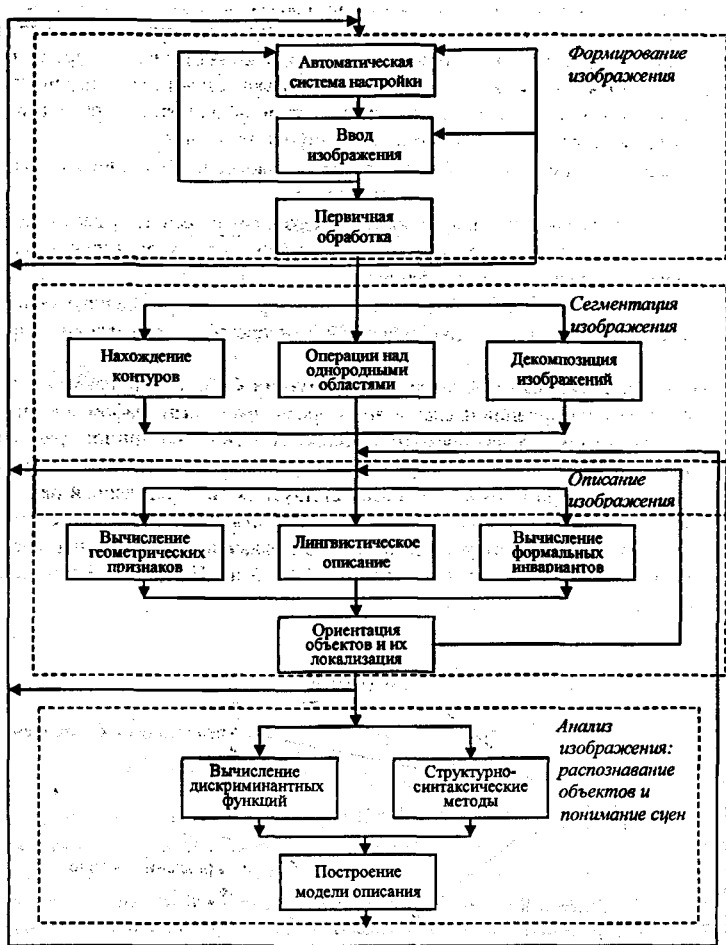 Формирование
изображения
Автоматическая
система настройки
Ввод
изображения
Первичная
обработка
Сегментация
изображения
Нахождение
контуров
Операции над
однородными
областями
Декомпозиция
изображений
Описание
изображения
Вычисление
геометрических
признаков
Лингвистическое
описание
Вычисление
формальных
инвариантов
Ориентация
объектов и их
локализация
Анализ
изображения:
распознавание
объектов и
понимание сцен
Вычисление
дискриминантных
функций
Структурно-
синтаксические
методы
Построение
модели описания